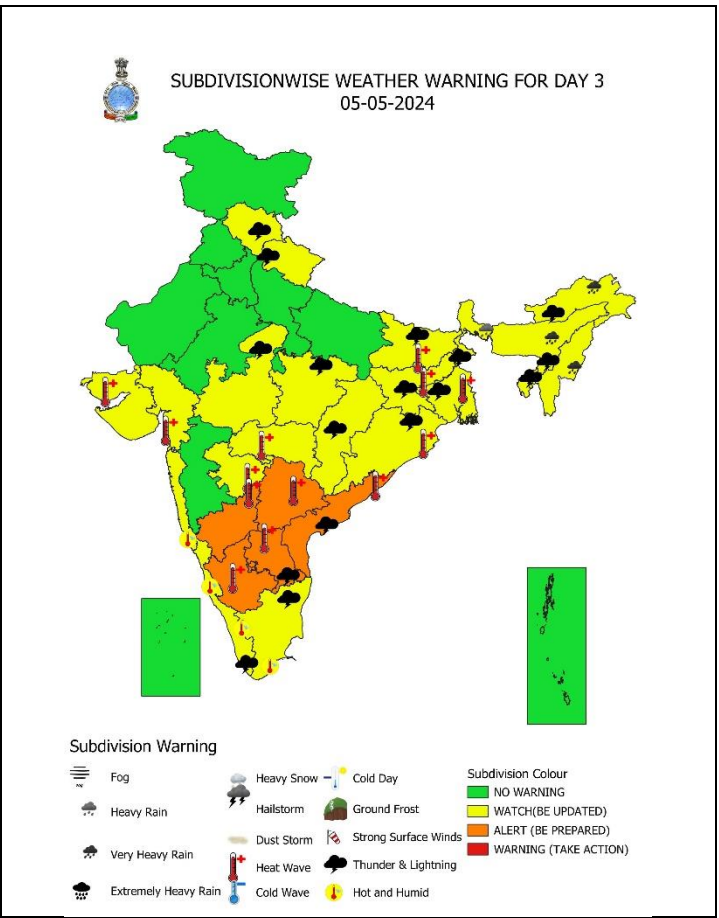 SUBDIVISIONWISE WEATHER WARNING FOR DAY 3
05-05-2024
Subdivision Warning
Fog
Heavy Rain
Very Heavy Rain
Extremely Heavy Rain
Heavy Snow
Hailstorm
Dust Storm
Heat Wave
Cold Wave
Cold Day
Ground Frost
Strong Surface Winds
Thunder & Lightning
Hot and Humid
Subdivision Colour
NO WARNING
WATCH(BE UPDATED)
ALERT (BE PREPARED)
WARNING (TAKE ACTION)